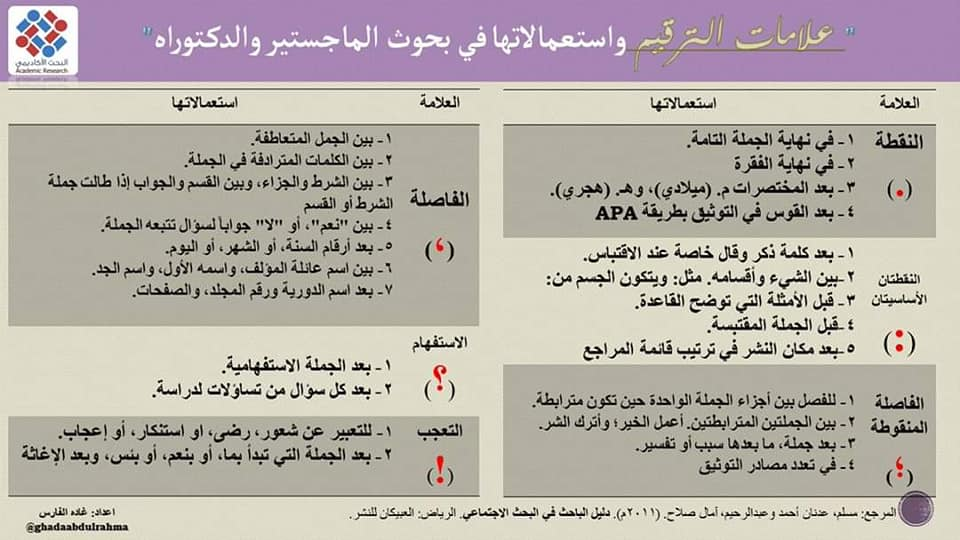 "علامات الترقيم واستعمالاتها في بحوث الماجستير والدكتوراه"
البحث الأكاديمي
Academic Research
العلامة
استعمالاتها
النقطة
(.)
١- في نهاية الجملة التامة.
٢- في نهاية الفقرة
٣- بعد المختصرات م. (ميلادي)، وهـ. (هجري).
٤- بعد القوس في التوثيق بطريقة APA
النقطتان
الأساسيتان
(:)
١- بعد كلمة ذكر وقال خاصة عند الاقتباس.
٢-بين الشيء وأقسامه. مثل: ويتكون الجسم من:
٣- قبل الأمثلة التي توضح القاعدة.
٤-قبل الجملة المقتبسة.
٥-بعد مكان النشر في ترتيب قائمة المراجع
الفاصلة
المنقوطة
(؛)
١- للفصل بين أجزاء الجملة الواحدة حين تكون مترابطة.
٢- بين الجملتين المترابطتين. أعمل الخير؛ وأترك الشر.
٣- بعد جملة، ما بعدها سبب أو تفسير.
٤- في تعدد مصادر التوثيق
العلامة
استعمالاتها
الفاصلة
(،)
١- بين الجمل المتعاطفة.
٢- بين الكلمات المترادفة في الجملة.
٣- بين الشرط والجزاء، وبين القسم والجواب إذا طالت جملة
الشرط أو القسم
٤- بين "نعم"، أو "لا" جواباً لسؤال تتبعه الجملة.
٥- بعد أرقام السنة، أو الشهر، أو اليوم.
٦- بين اسم عائلة المؤلف، واسمه الأول، واسم الجد.
٧- بعد اسم الدورية ورقم المجلد، والصفحات.
الاستفهام
(؟)
١- بعد الجملة الاستفهامية.
٢- بعد كل سؤال من تساؤلات لدراسة.
التعجب
(!)
١- للتعبير عن شعور، رضى، او استنكار، أو إعجاب.
٢- بعد الجملة التي تبدأ بما، أو بنعم، أو بئس، وبعد الإغاثة
المرجع: مسلم، عدنان أحمد وعبدالرحيم، آمال صلاح. (٢٠١١م). دليل الباحث في البحث الاجتماعي. الرياض: العبيكان للنشر.
اعداد: غاده الفارس
@ghadaabdulrahma